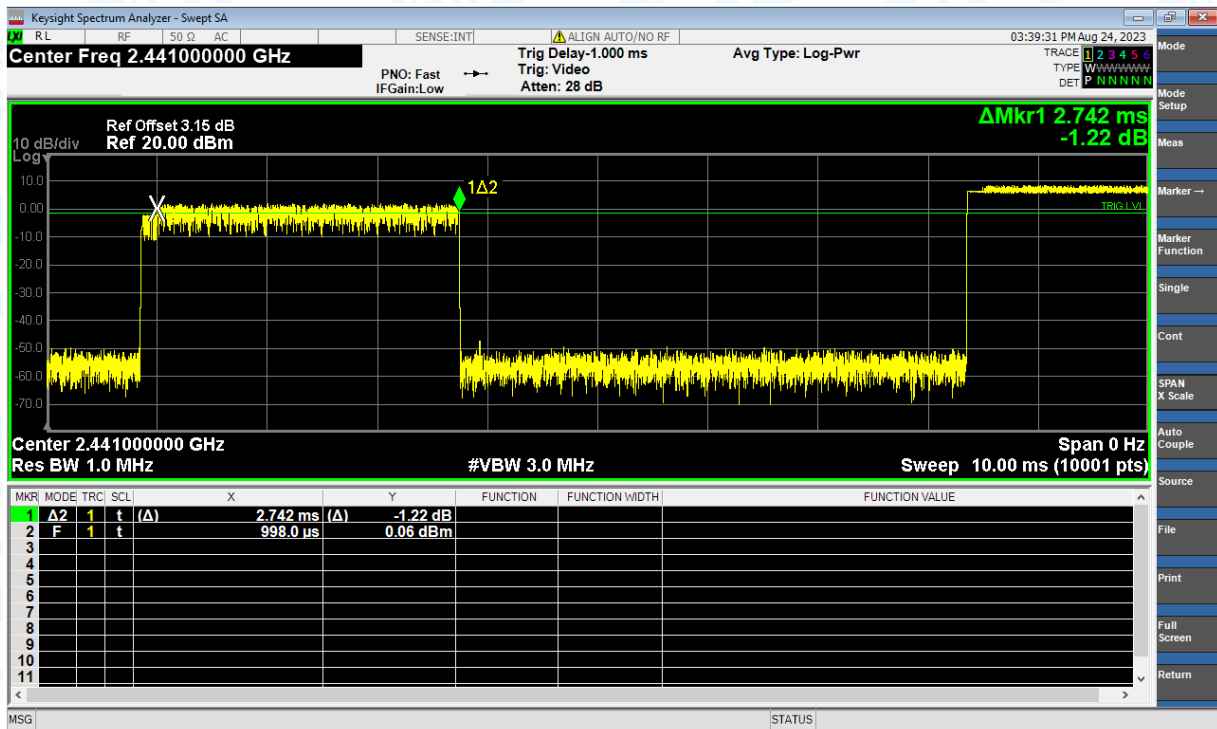 Keysight Spectrum Analyzer - Swept SA
LXI RL RF 50 Ω AC SENSE:INT ALIGN AUTO/NO RF 03:39:31 PM Aug 24, 2023
Center Freq 2.441000000 GHz
PNO: Fast
IFGain:Low
Trig Delay-1.000 ms
Trig: Video
Atten: 28 dB
Avg Type: Log-Pwr
TRACE 1 2 3 4 5 6
TYPE WWWWWW
DET P N N N N N
Ref Offset 3.15 dB
10 dB/div Ref 20.00 dBm
Log
ΔMkr1 2.742 ms
-1.22 dB
10.0
0.00
-10.0
-20.0
-30.0
-40.0
-50.0
-60.0
-70.0
1Δ2
TRIG LVL
Center 2.441000000 GHz Span 0 Hz
Res BW 1.0 MHz #VBW 3.0 MHz Sweep 10.00 ms (10001 pts)
MKR MODE TRC SCL X Y FUNCTION FUNCTION WIDTH FUNCTION VALUE
1 Δ2 1 t (Δ) 2.742 ms (Δ) -1.22 dB
2 F 1 t 998.0 µs 0.06 dBm
3
4
5
6
7
8
9
10
11
MSG STATUS
Mode
Mode
Setup
Meas
Marker →
Marker
Function
Single
Cont
SPAN
X Scale
Auto
Couple
Source
File
Print
Full
Screen
Return